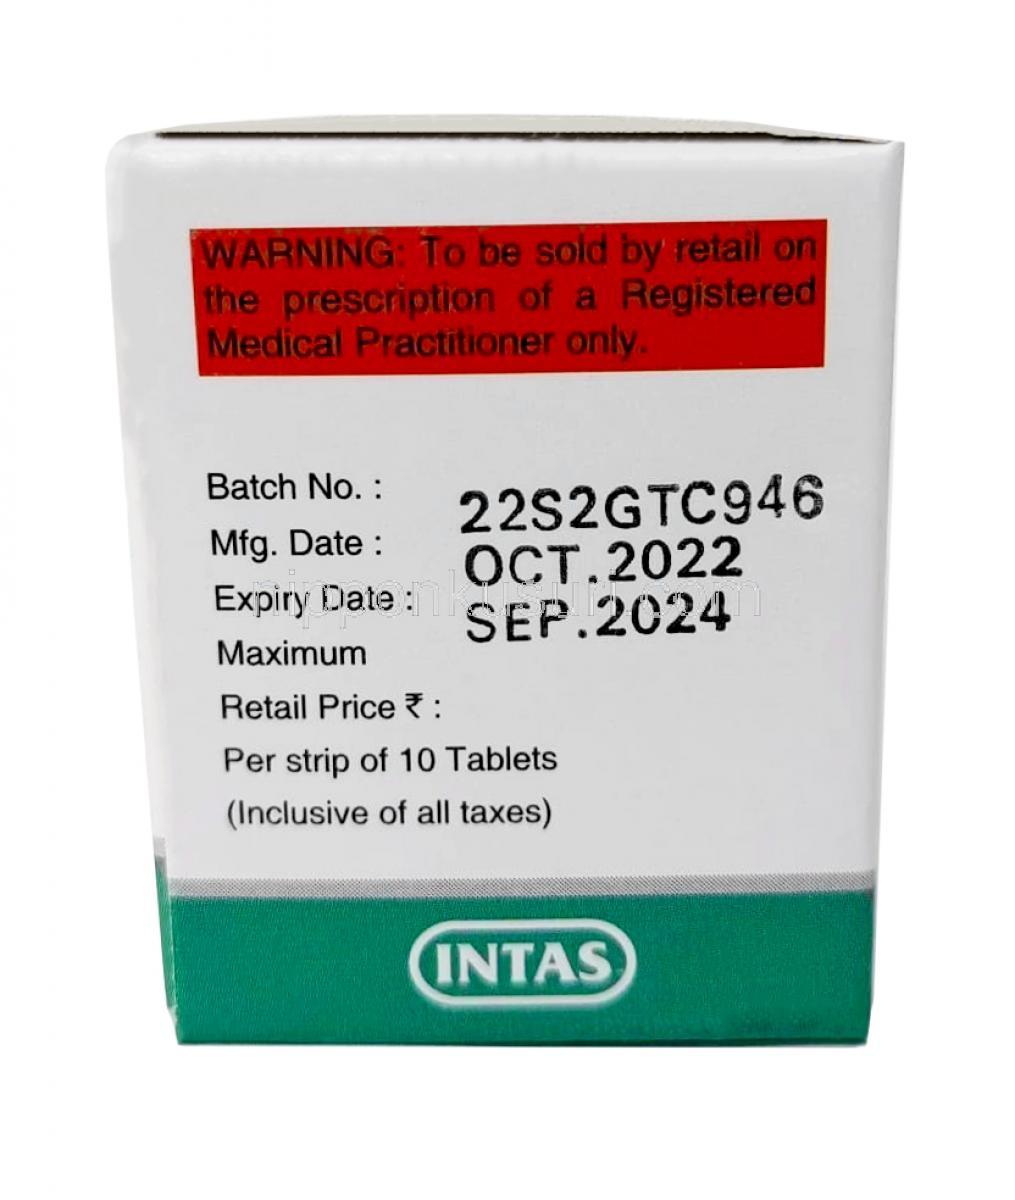 WARNING: To be sold by retail on
the prescription of a Registered
Medical Practitioner only.
Batch No. : 22S2GTC946
Mfg. Date : OCT.2022
Expiry Date : SEP.2024
nipponkusuri.com
Maximum
Retail Price ₹ :
Per strip of 10 Tablets
(Inclusive of all taxes)
INTAS